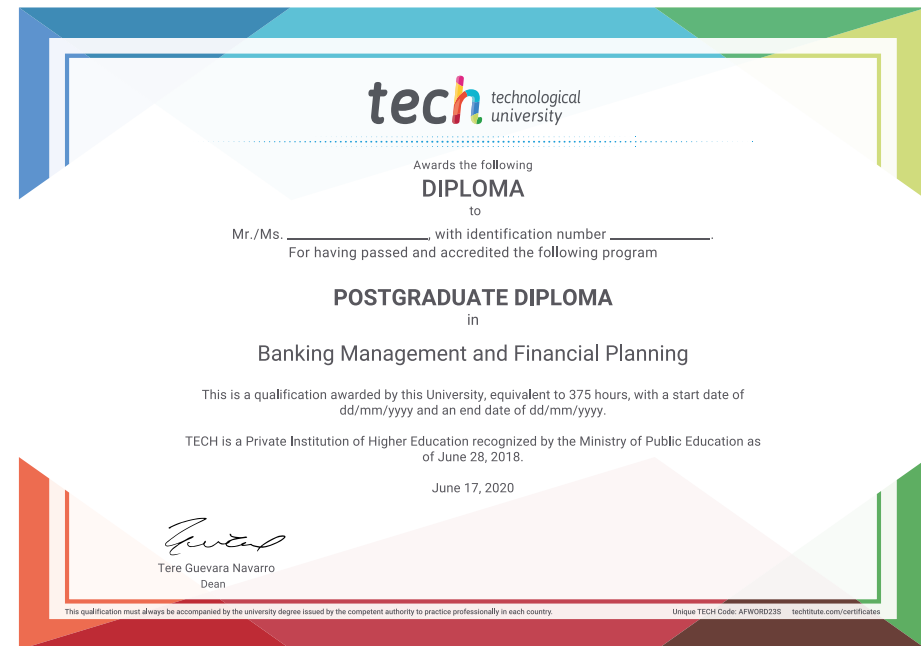 tech technological
university
Awards the following
DIPLOMA
to
Mr./Ms. __________________, with identification number _____________.
For having passed and accredited the following program
POSTGRADUATE DIPLOMA
in
Banking Management and Financial Planning
This is a qualification awarded by this University, equivalent to 375 hours, with a start date of
dd/mm/yyyy and an end date of dd/mm/yyyy.
TECH is a Private Institution of Higher Education recognized by the Ministry of Public Education as
of June 28, 2018.
June 17, 2020
Tere Guevara Navarro
Dean
This qualification must always be accompanied by the university degree issued by the competent authority to practice professionally in each country.
Unique TECH Code: AFWORD23S techtitute.com/certificates